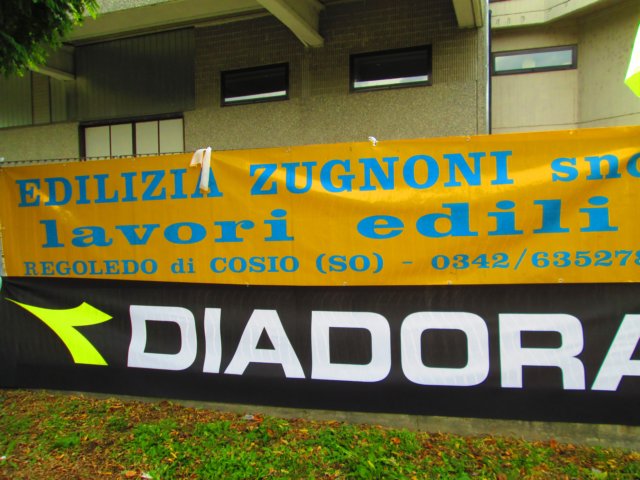 EDILIZIA ZUGNONI snc
lavori edili
REGOLEDO di COSIO (SO) - 0342/635278
DIADORA